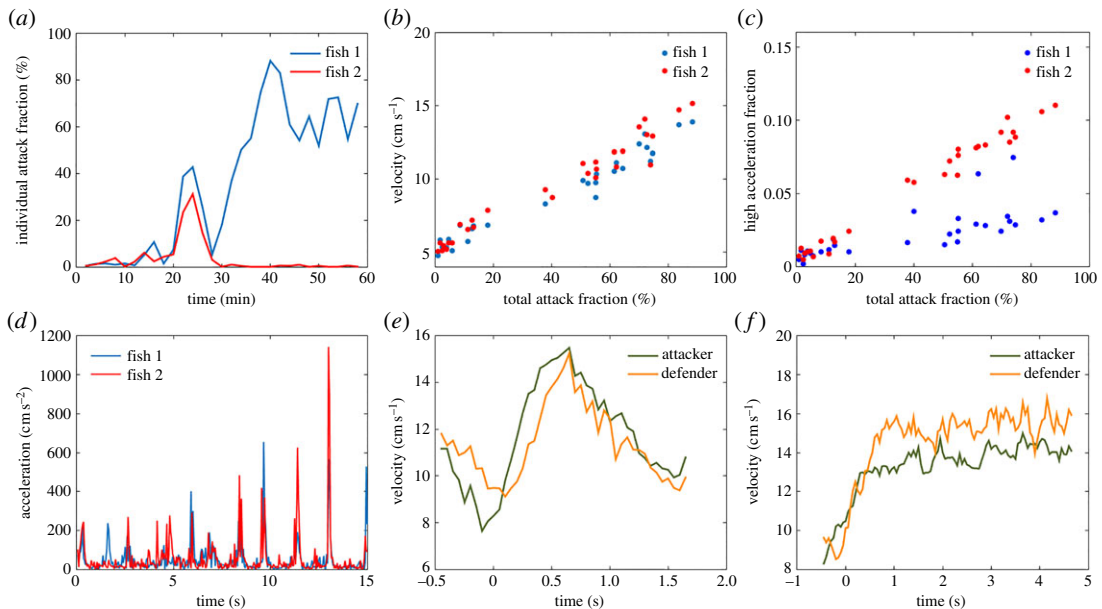 (a)
100
80
60
40
20
0
individual attack fraction (%)
fish 1
fish 2
0 10 20 30 40 50 60
time (min)
(b)
20
15
10
5
velocity (cm s−1)
fish 1
fish 2
0 20 40 60 80 100
total attack fraction (%)
(c)
0.15
0.10
0.05
0
high acceleration fraction
fish 1
fish 2
0 20 40 60 80 100
total attack fraction (%)
(d)
1200
1000
800
600
400
200
0
acceleration (cm s−2)
fish 1
fish 2
0 5 10 15
time (s)
(e)
16
14
12
10
8
6
velocity (cm s−1)
attacker
defender
−0.5 0 0.5 1.0 1.5 2.0
time (s)
(f)
20
18
16
14
12
10
8
velocity (cm s−1)
attacker
defender
−1 0 1 2 3 4 5
time (s)